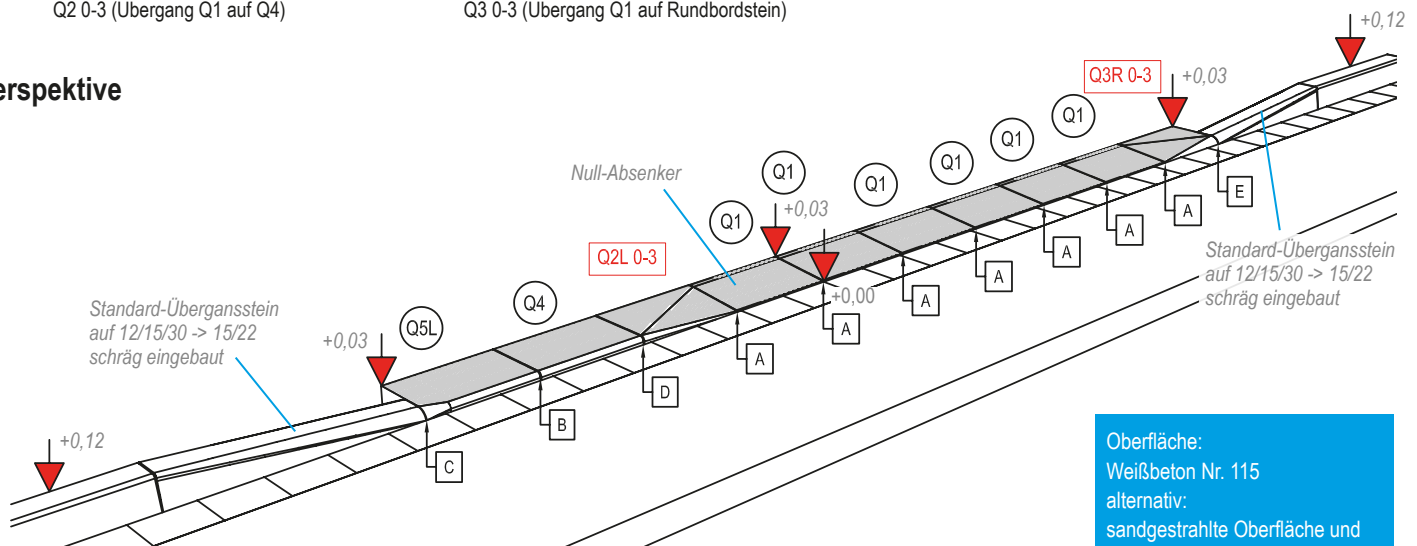 Q2 0-3 (Übergang Q1 auf Q4)
Q3 0-3 (Übergang Q1 auf Rundbordstein)
erspektive
+0,12
Q3R 0-3
+0,03
Q1
Q1
Q1
Q1
Q1
Q1
Null-Absenker
+0,03
Q2L 0-3
Q4
Q5L
+0,03
+0,00
Standard-Übergansstein
auf 12/15/30 -> 15/22
schräg eingebaut
Standard-Übergansstein
auf 12/15/30 -> 15/22
schräg eingebaut
+0,12
C
B
D
A
A
A
A
A
A
A
E
Oberfläche:
Weißbeton Nr. 115
alternativ:
sandgestrahlte Oberfläche und